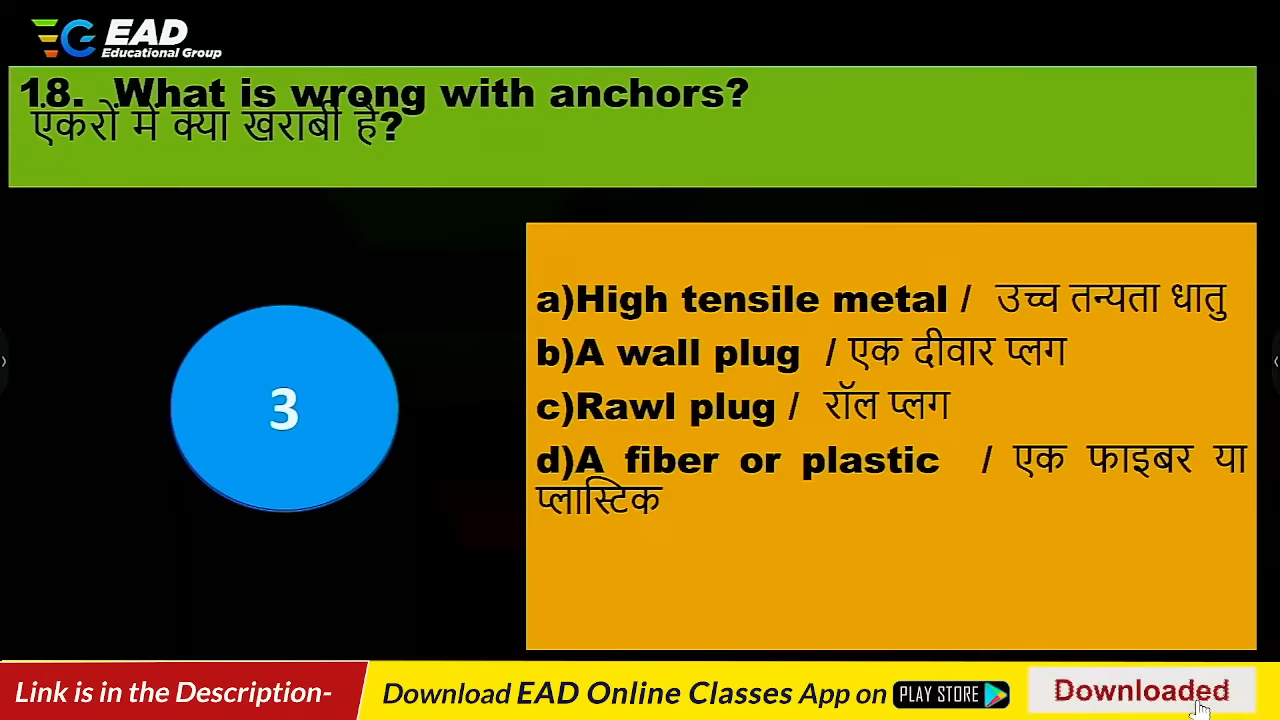 EAD
Educational Group
18. What is wrong with anchors?
एंकरों में क्या खराबी है?
3
a)High tensile metal / उच्च तन्यता धातु
b)A wall plug / एक दीवार प्लग
c)Rawl plug / रॉल प्लग
d)A fiber or plastic / एक फाइबर या
प्लास्टिक
Link is in the Description-
Download EAD Online Classes App on PLAY STORE
Downloaded